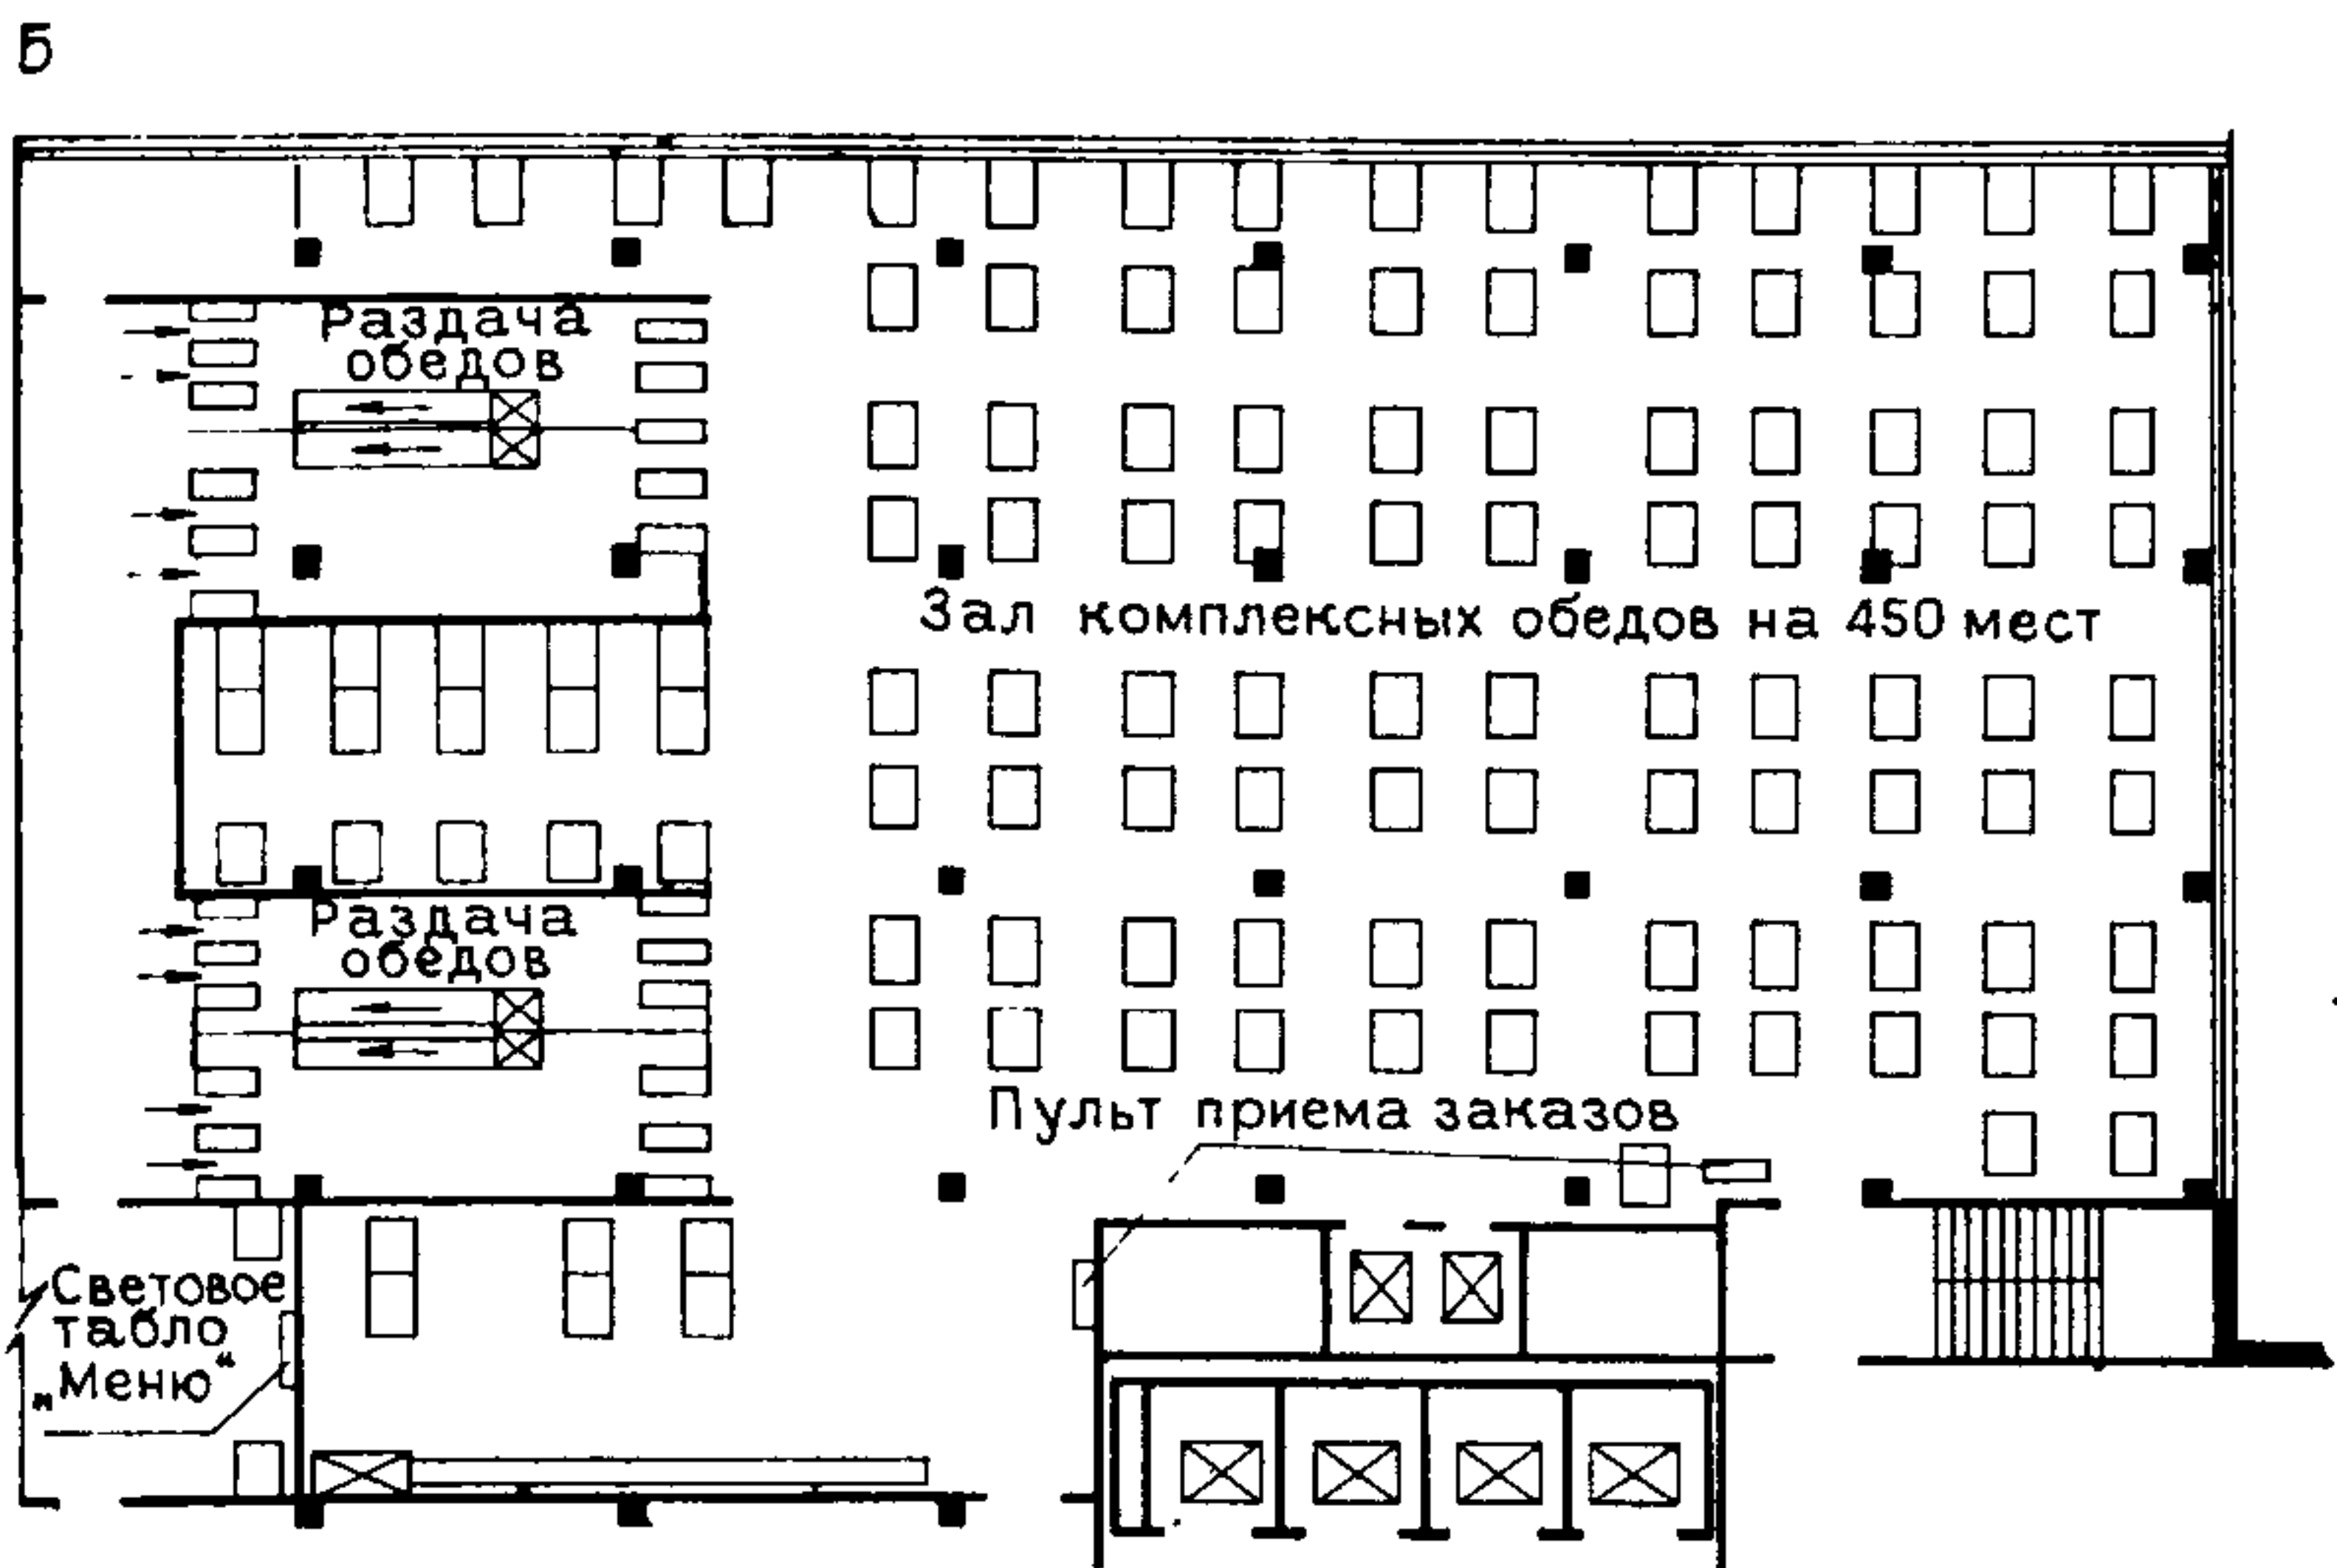 б
Раздача
обедов
Зал комплексных обедов на 450 мест
Раздача
обедов
Пульт приема заказов
Световое
табло
„Меню“